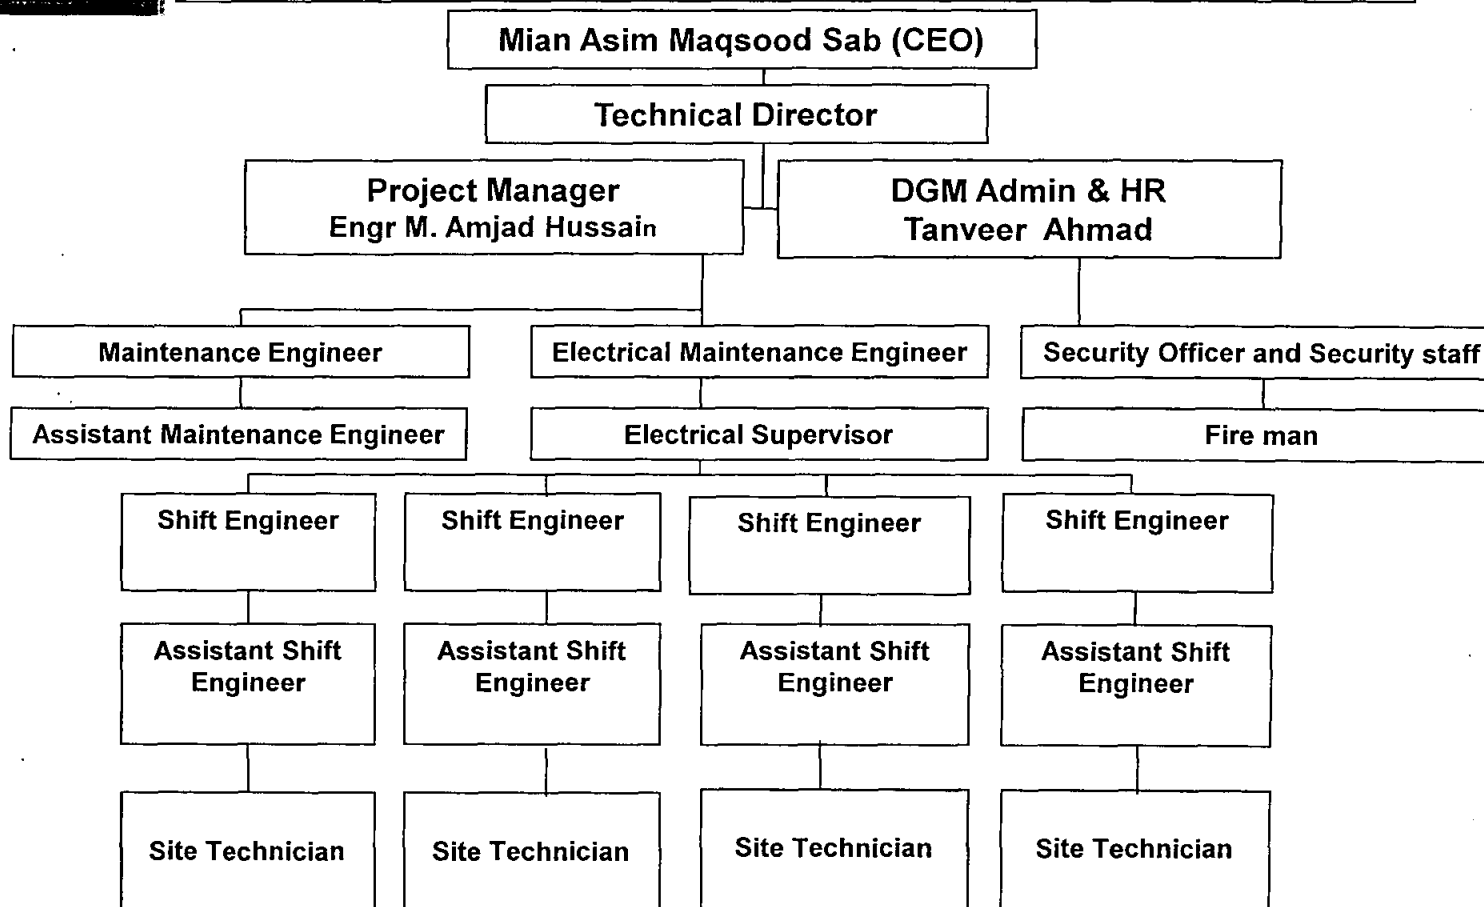 Mian Asim Maqsood Sab (CEO)
Technical Director
Project Manager
Engr M. Amjad Hussain
DGM Admin & HR
Tanveer Ahmad
Maintenance Engineer
Electrical Maintenance Engineer
Security Officer and Security staff
Assistant Maintenance Engineer
Electrical Supervisor
Fire man
Shift Engineer
Shift Engineer
Shift Engineer
Shift Engineer
Assistant Shift
Engineer
Assistant Shift
Engineer
Assistant Shift
Engineer
Assistant Shift
Engineer
Site Technician
Site Technician
Site Technician
Site Technician